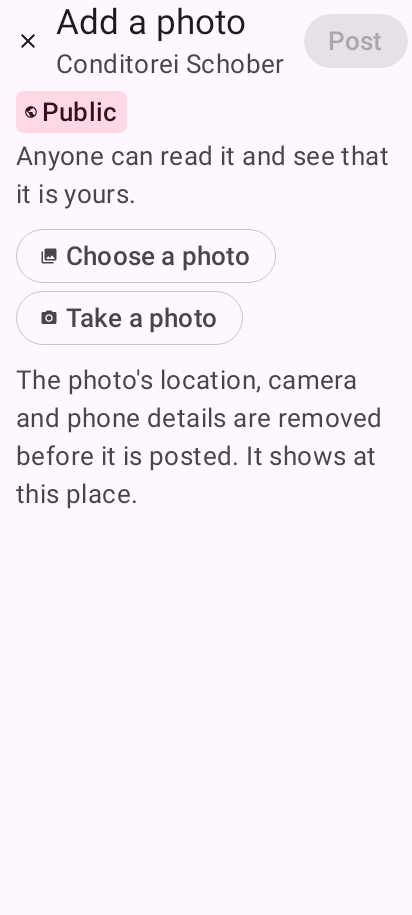 Add a photo
Conditorei Schober
Post
Public
Anyone can read it and see that
it is yours.
Choose a photo
Take a photo
The photo's location, camera
and phone details are removed
before it is posted. It shows at
this place.